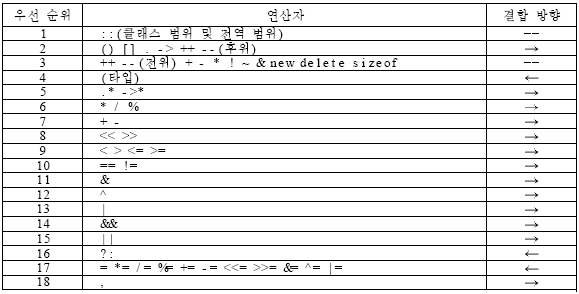 우선 순위 연산자 결합 방향
1 ::(클래스 범위 및 전역 범위) --
2 () [] . -> ++ --(후위) →
3 ++ --(전위) + - * ! ~ & new delete sizeof --
4 (타입) ←
5 .* ->* →
6 * / % →
7 + - →
8 << >> →
9 < > <= >= →
10 == != →
11 & →
12 ^ →
13 | →
14 && →
15 || →
16 ?: ←
17 = *= /= %= += -= <<= >>= &= ^= |= ←
18 , →